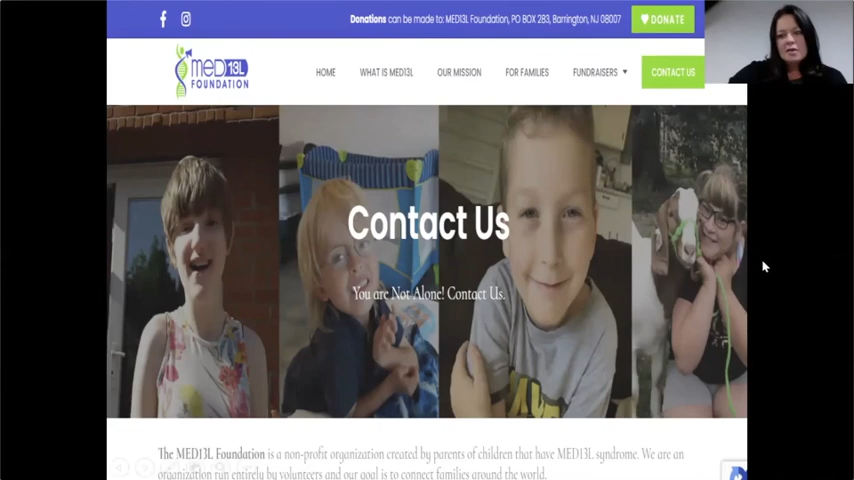 Donations can be made to: MED13L Foundation, PO BOX 283, Barrington, NJ 08007
DONATE
MED13L
FOUNDATION
HOME
WHAT IS MED13L
OUR MISSION
FOR FAMILIES
FUNDRAISERS
CONTACT US
Contact Us
You are Not Alone! Contact Us.
The MED13L Foundation is a non-profit organization created by parents of children that have MED13L syndrome. We are an
organization run entirely by volunteers and our goal is to connect families around the world.